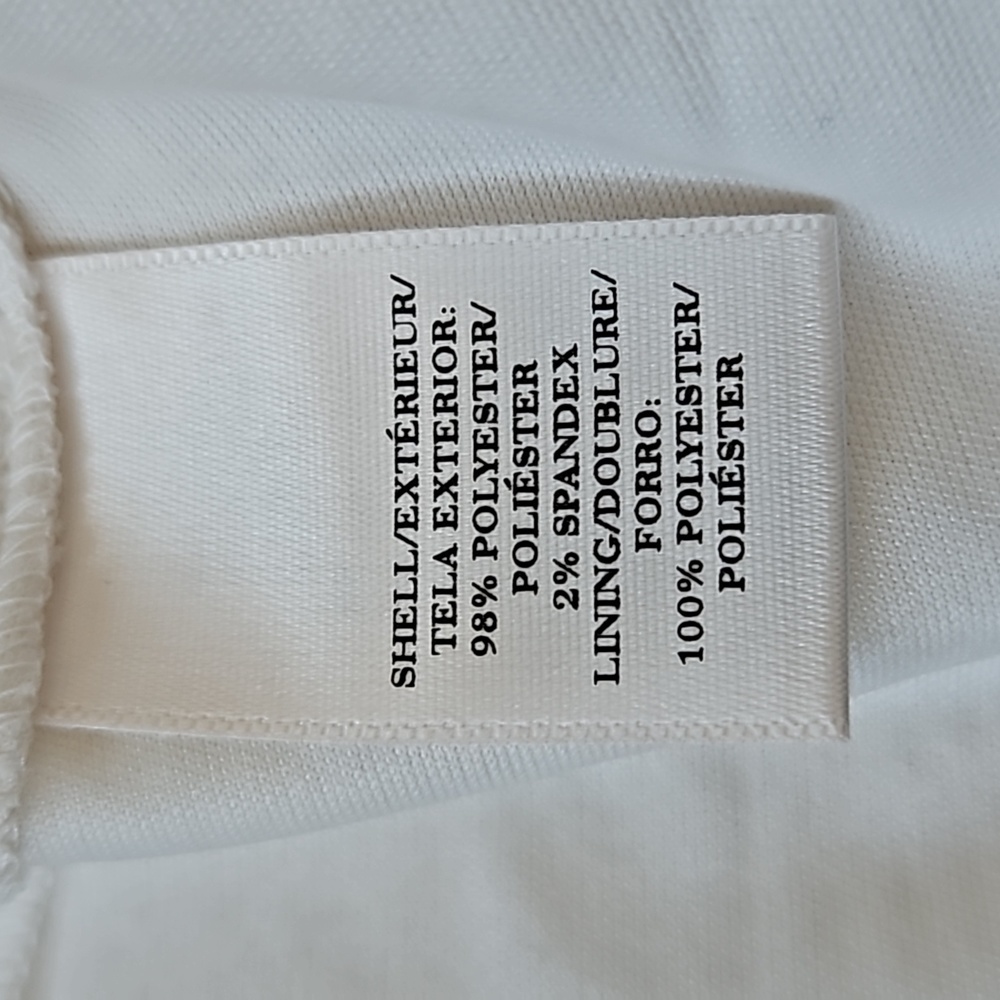 SHELL/EXTÉRIEUR/
TELA EXTERIOR:
98% POLYESTER/
POLIÉSTER
2% SPANDEX
LINING/DOUBLURE/
FORRO:
100% POLYESTER/
POLIÉSTER